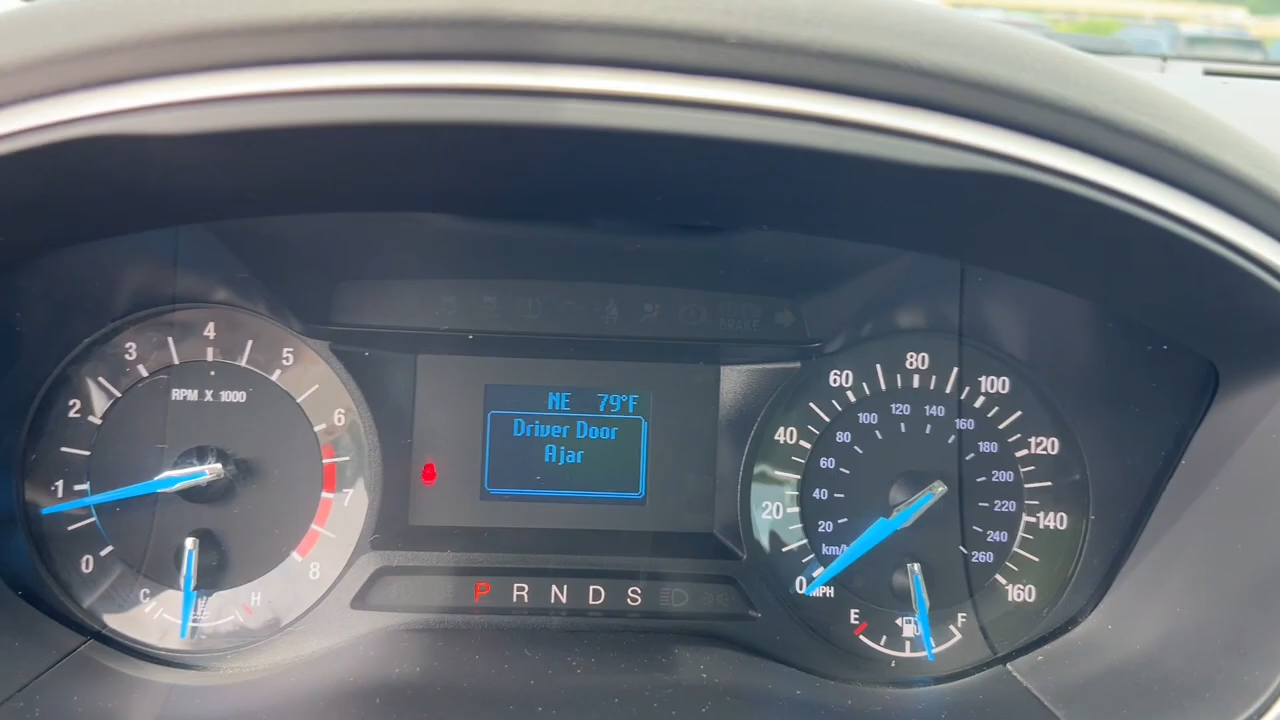 BRAKE
0 1 2 3 4 5 6 7 8
RPM X 1000
C H
NE 79°F
Driver Door
Ajar
P R N D S
0 20 40 60 80 100 120 140 160
MPH
20 40 60 80 100 120 140 160 180 200 220 240 260
km/h
E F